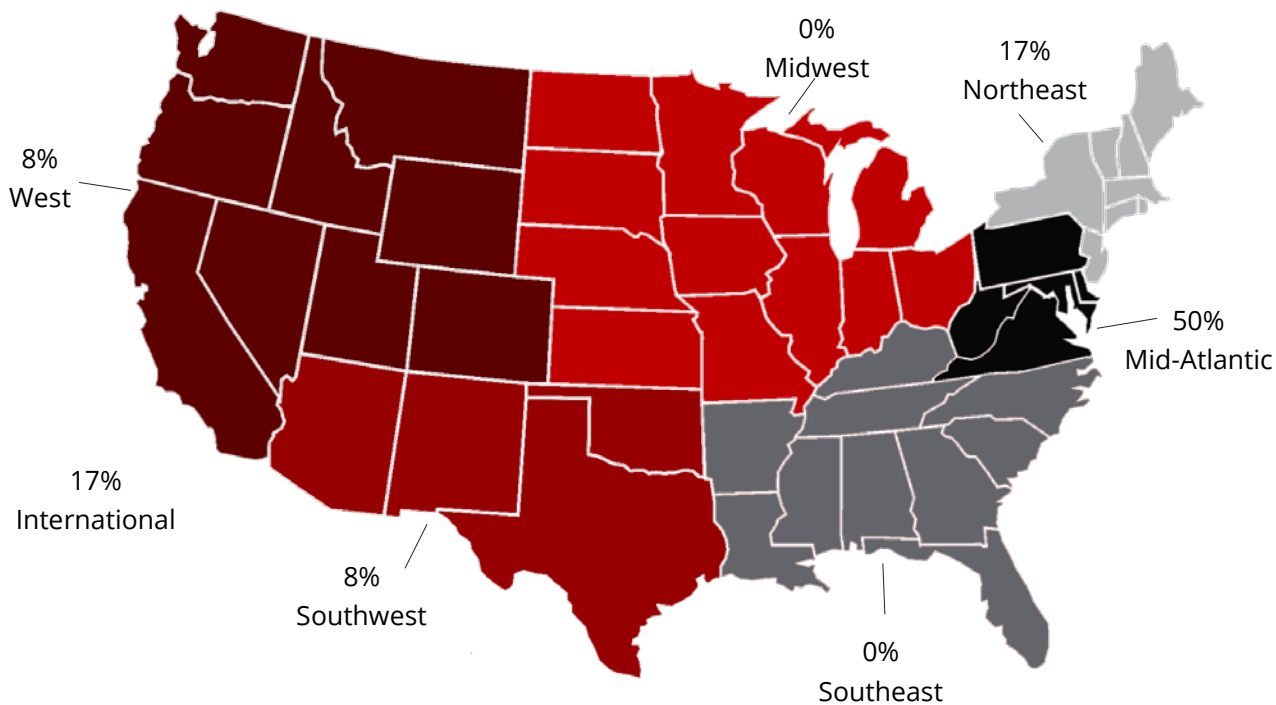 0%
Midwest
17%
Northeast
8%
West
50%
Mid-Atlantic
17%
International
8%
Southwest
0%
Southeast